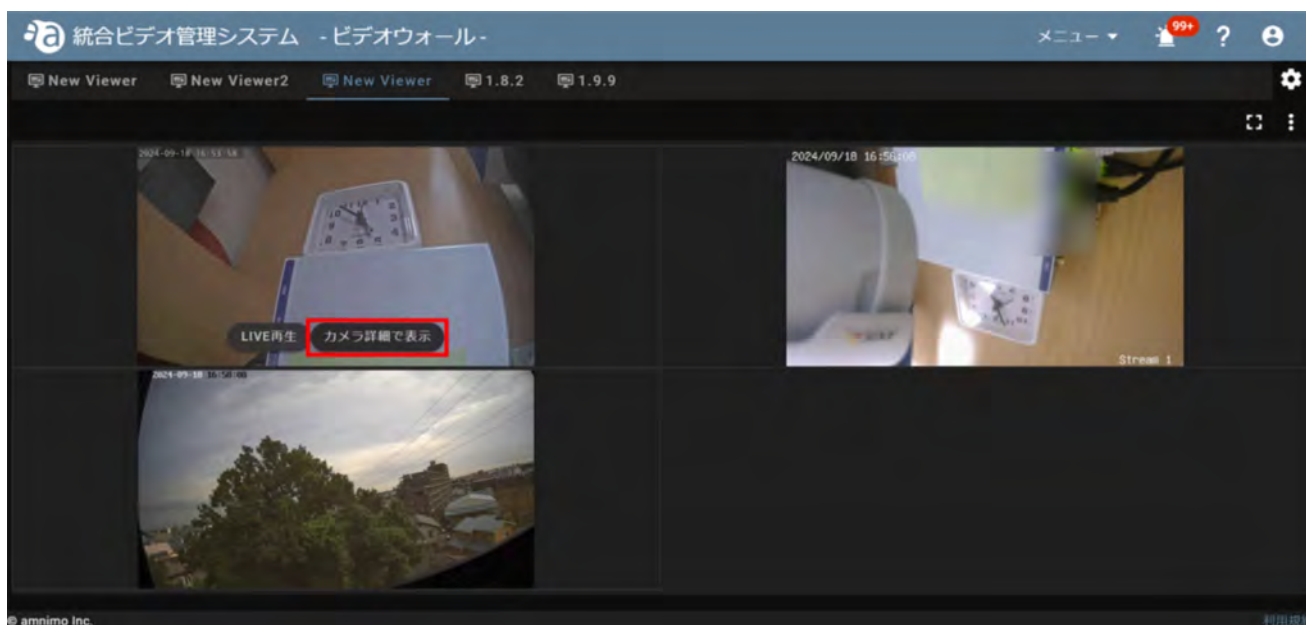 統合ビデオ管理システム - ビデオウォール -
メニュー
99+
?
New Viewer
New Viewer2
New Viewer
1.8.2
1.9.9
2024/09/18 16:56:08
LIVE再生
カメラ詳細で表示
Stream 1
© amnimo Inc.